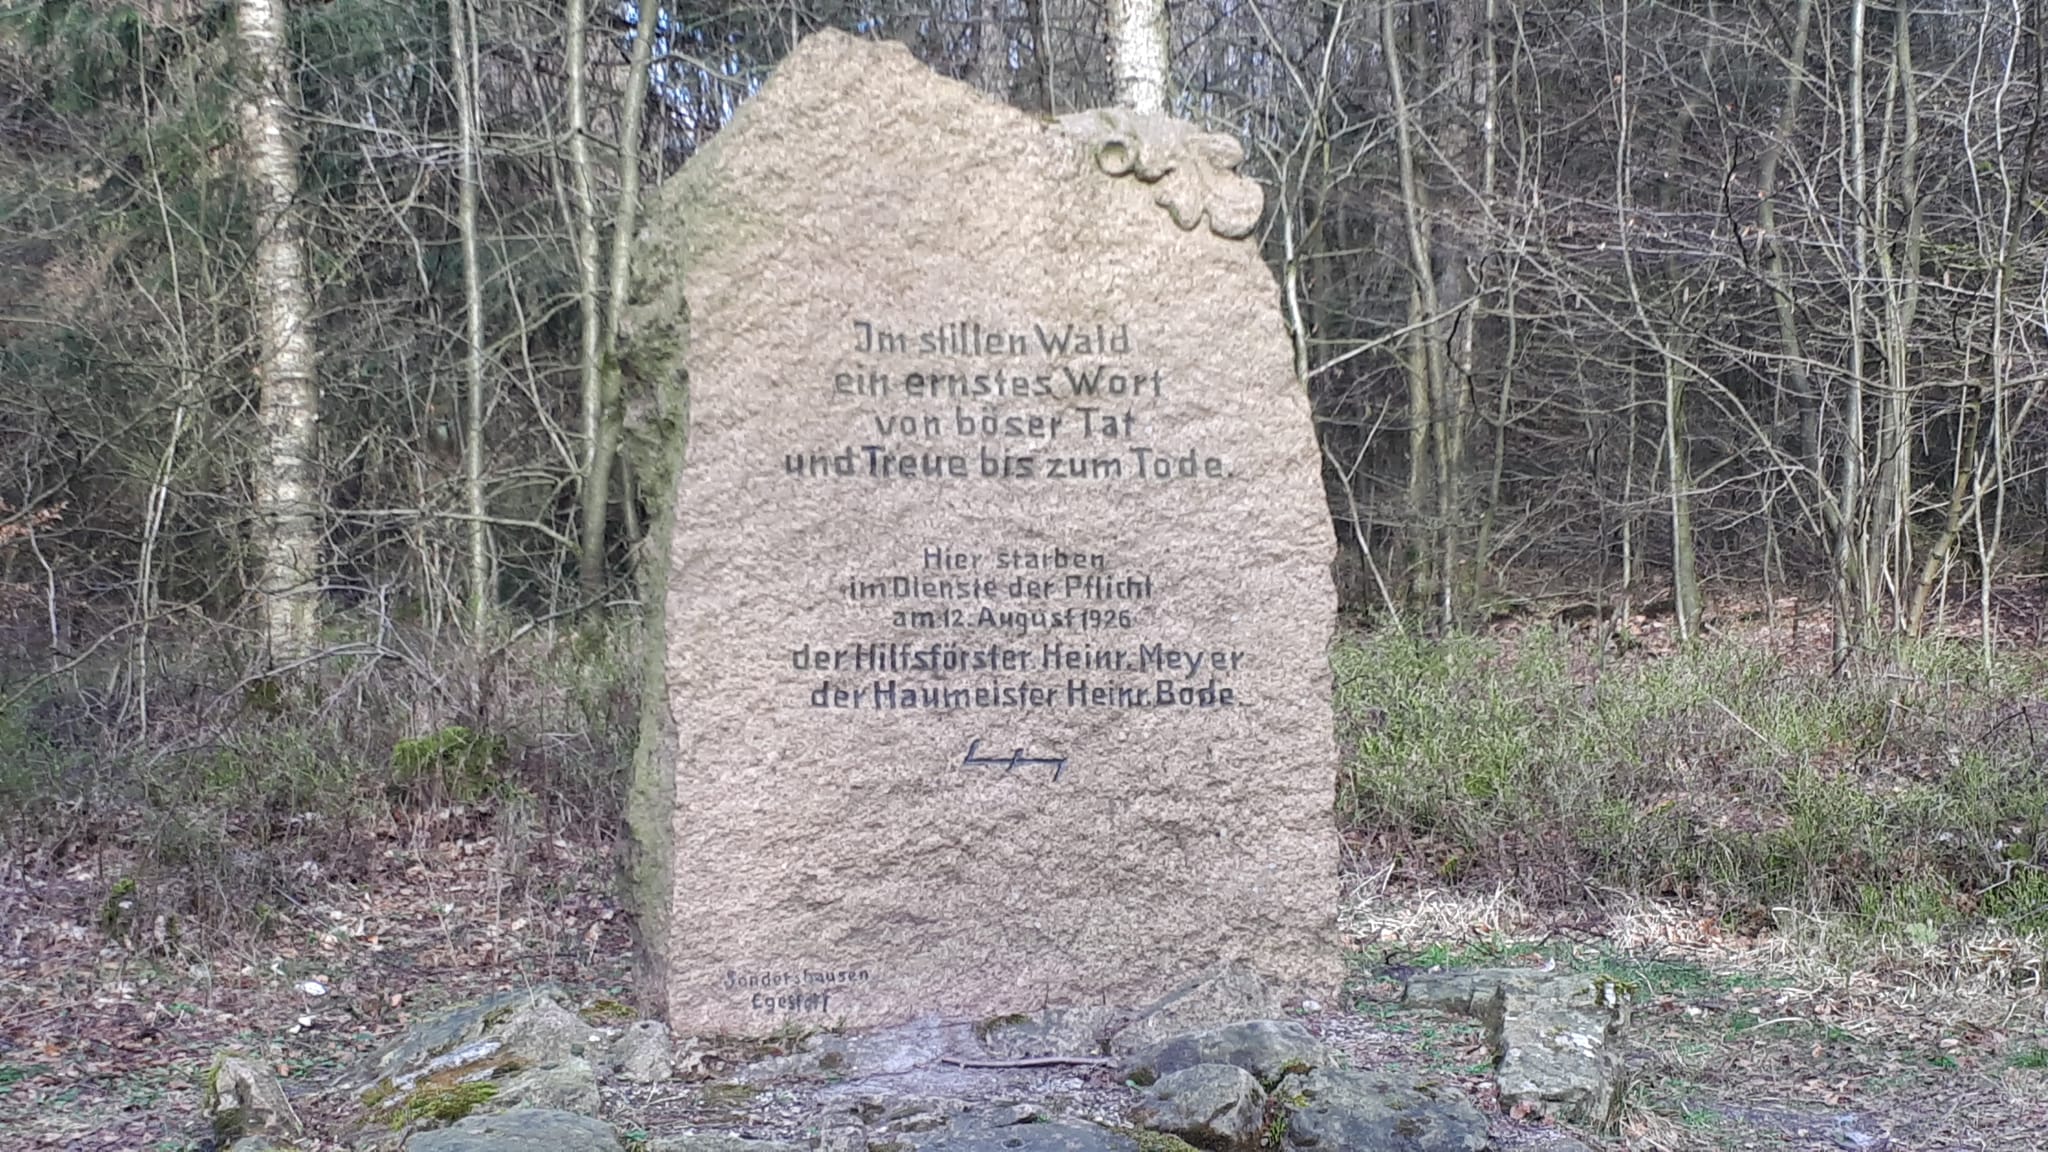 Im stillen Wald
ein ernstes Wort
von böser Tat
und Treue bis zum Tode.
Hier starben
im Dienste der Pflicht
am 12. August 1926
der Hilfsförster Heinr. Meyer
der Haumeister Heinr. Bode.
Sondershausen
Egestorf